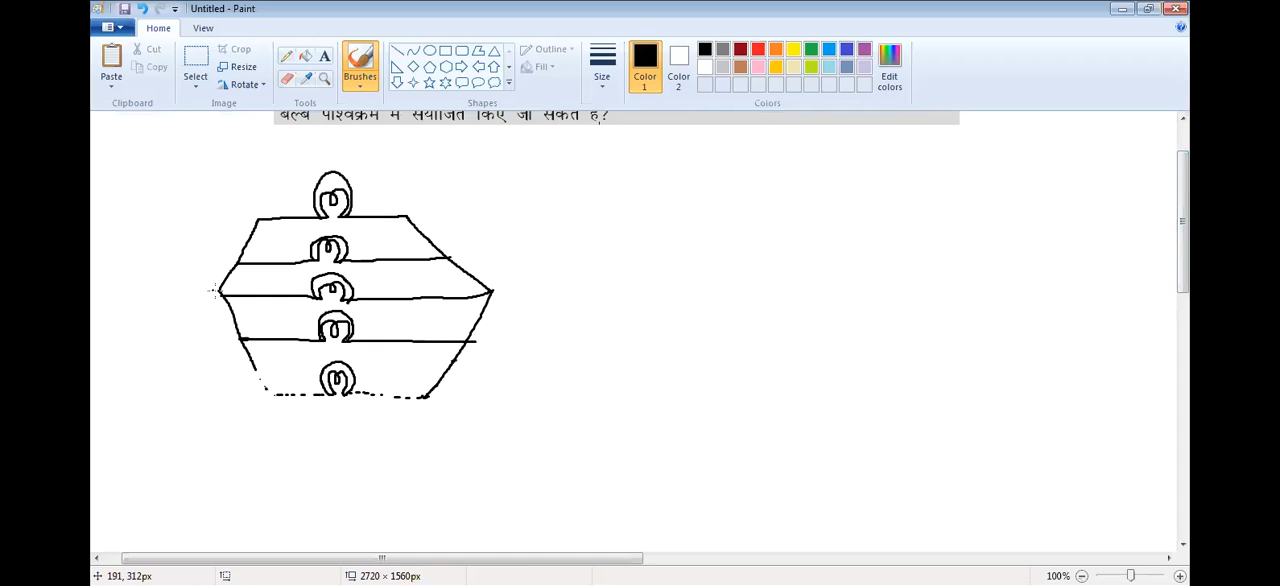 Untitled - Paint
Home View
Paste
Cut
Copy
Clipboard
Select
Crop
Resize
Rotate
Image
Tools
Brushes
Shapes
Outline
Fill
Size
Color 1
Color 2
Edit colors
Colors
बल्ब पार्श्वक्रम में संयोजित किए जा सकते हैं?
191, 312px
2720 × 1560px
100%